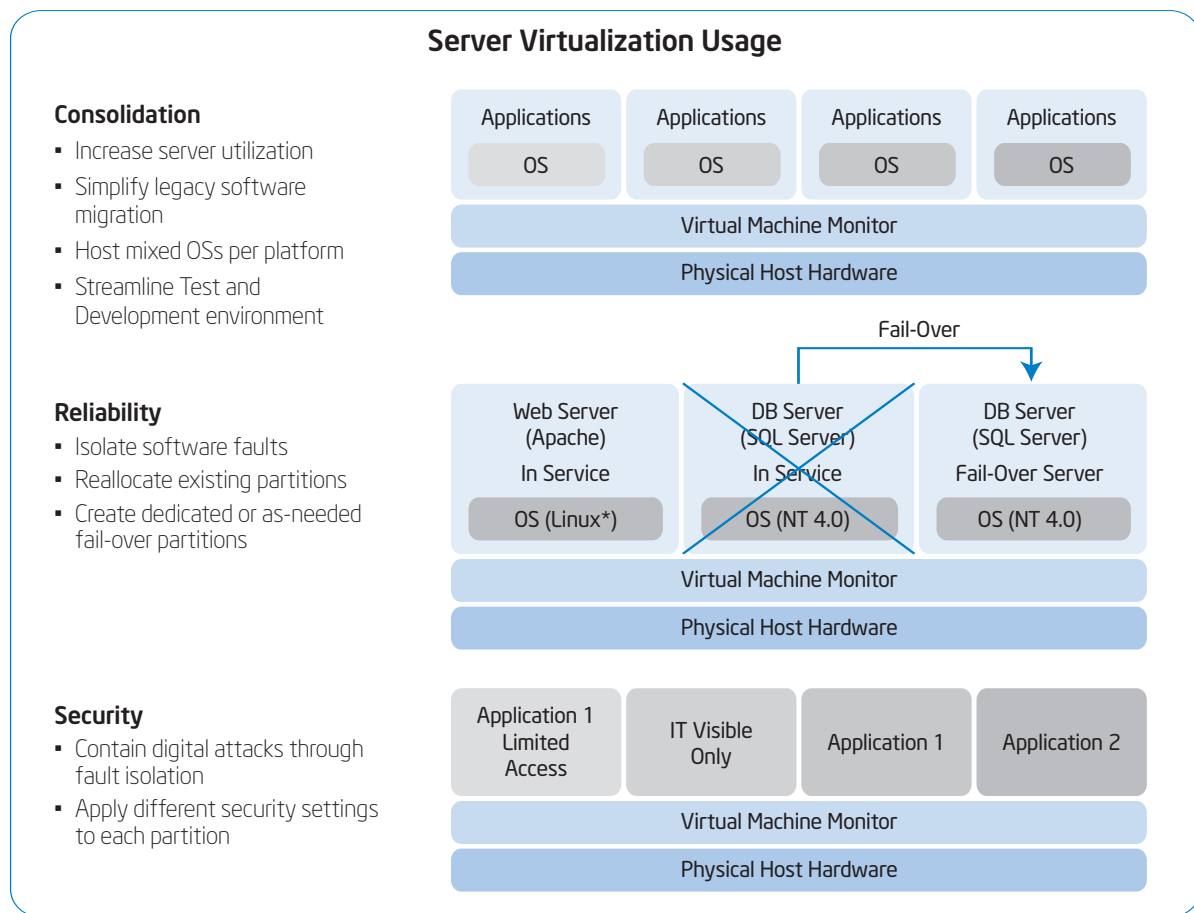 Server Virtualization Usage
Consolidation
▪ Increase server utilization
▪ Simplify legacy software
migration
▪ Host mixed OSs per platform
▪ Streamline Test and
Development environment
Applications Applications Applications Applications
OS OS OS OS
Virtual Machine Monitor
Physical Host Hardware
Fail-Over
Reliability
▪ Isolate software faults
▪ Reallocate existing partitions
▪ Create dedicated or as-needed
fail-over partitions
Web Server
(Apache)
In Service
OS (Linux*)
DB Server
(SQL Server)
In Service
OS (NT 4.0)
DB Server
(SQL Server)
Fail-Over Server
OS (NT 4.0)
Virtual Machine Monitor
Physical Host Hardware
Security
▪ Contain digital attacks through
fault isolation
▪ Apply different security settings
to each partition
Application 1
Limited
Access
IT Visible
Only
Application 1
Application 2
Virtual Machine Monitor
Physical Host Hardware